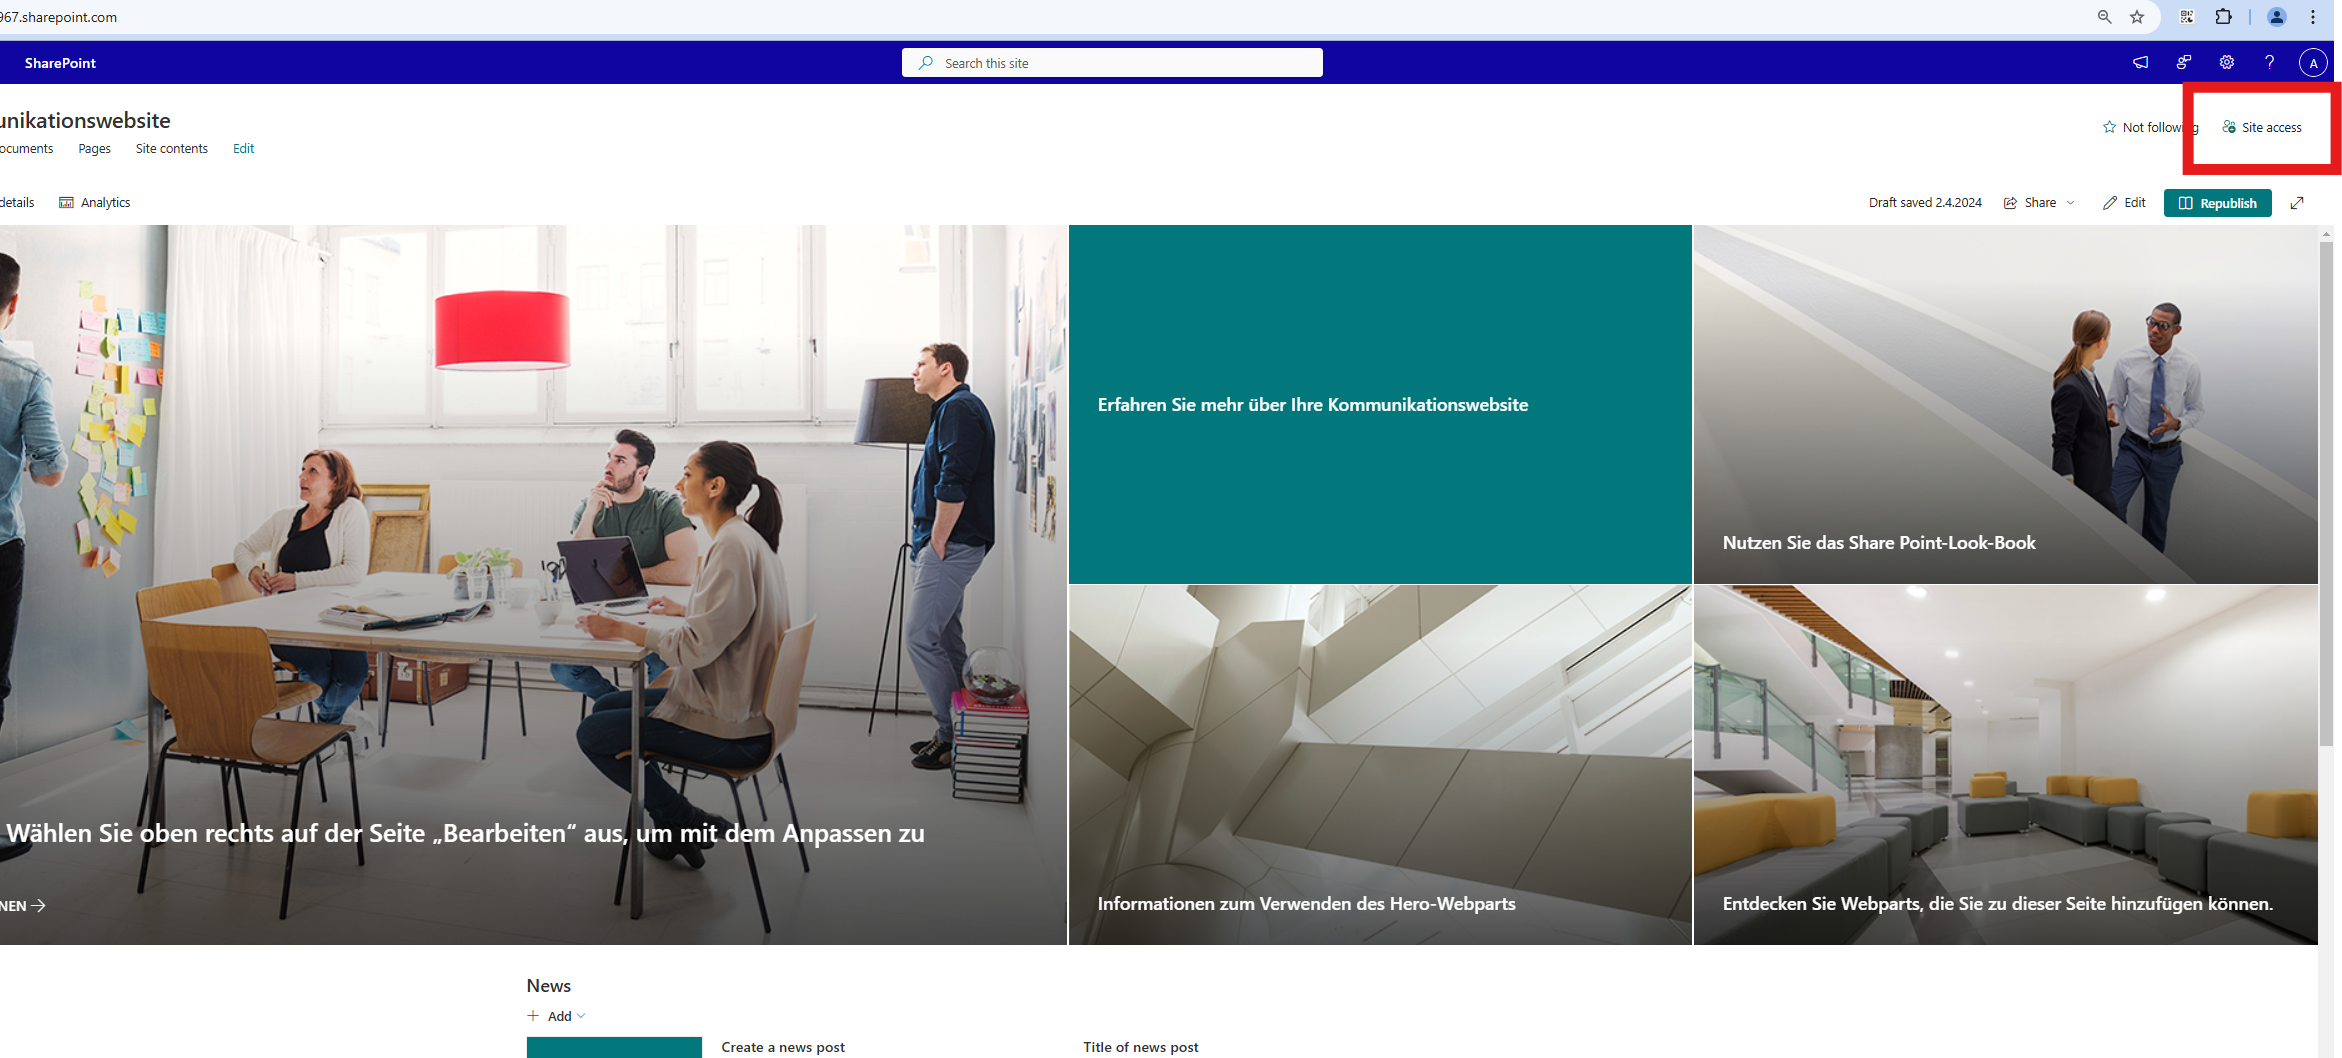 967.sharepoint.com
SharePoint
Search this site
?
A
unikationswebsite
Not following
Site access
ocuments
Pages
Site contents
Edit
details
Analytics
Draft saved 2.4.2024
Share
Edit
Republish
Erfahren Sie mehr über Ihre Kommunikationswebsite
Nutzen Sie das Share Point-Look-Book
Wählen Sie oben rechts auf der Seite „Bearbeiten“ aus, um mit dem Anpassen zu
NEN
Informationen zum Verwenden des Hero-Webparts
Entdecken Sie Webparts, die Sie zu dieser Seite hinzufügen können.
News
+ Add
Create a news post
Title of news post